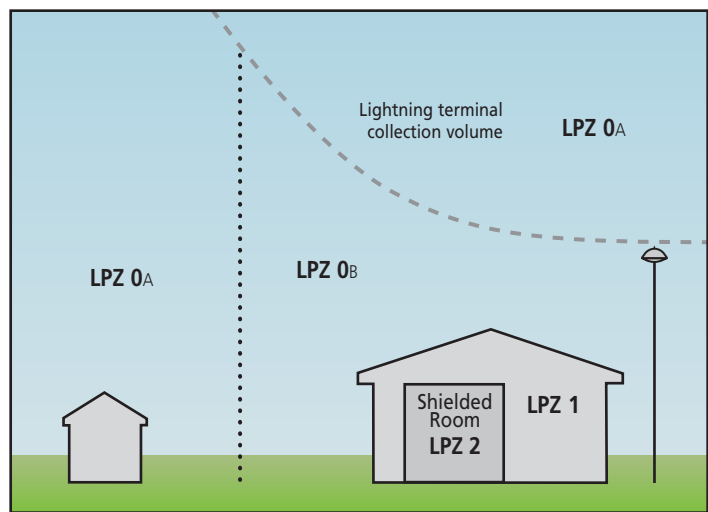 Lightning terminal
collection volume
LPZ 0A
LPZ 0A
LPZ 0B
Shielded
Room
LPZ 2
LPZ 1